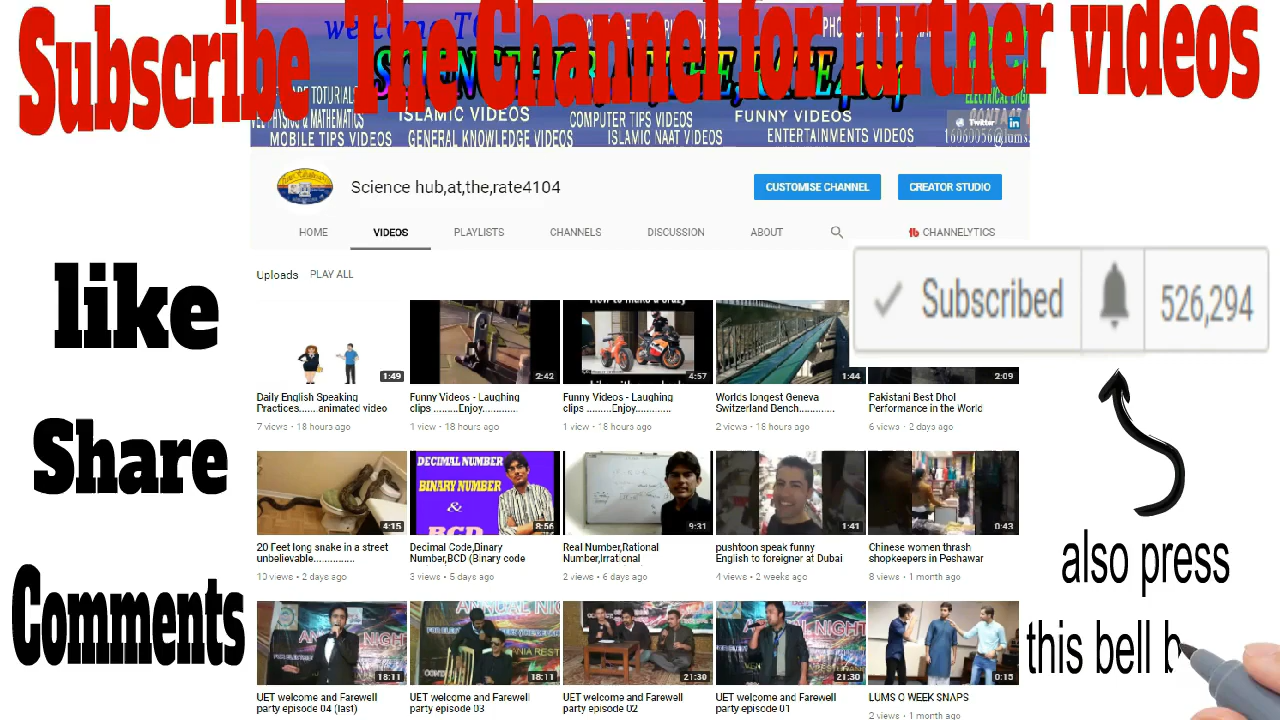 Subscribe The Channel for further videos
welcome TO
ISLAMIC VIDEOS
COMPUTER TIPS VIDEOS
FUNNY VIDEOS
MOBILE TIPS VIDEOS
GENERAL KNOWLEDGE VIDEOS
ISLAMIC NAAT VIDEOS
ENTERTAINMENTS VIDEOS
Twitter
in
Science hub,at,the,rate4104
CUSTOMISE CHANNEL
CREATOR STUDIO
HOME
VIDEOS
PLAYLISTS
CHANNELS
DISCUSSION
ABOUT
CHANNELYTICS
Uploads PLAY ALL
Subscribed
526,294
like
Share
Comments
1:49
2:42
4:57
1:44
2:09
Daily English Speaking
Practices.......animated video
7 views • 18 hours ago
Funny Videos - Laughing
clips ..........Enjoy.............
1 view • 18 hours ago
Funny Videos - Laughing
clips ..........Enjoy.............
1 view • 18 hours ago
Worlds longest Geneva
Switzerland Bench.............
2 views • 18 hours ago
Pakistani Best Dhol
Performance in the World
6 views • 2 days ago
DECIMAL NUMBER
BINARY NUMBER
&
BCD
4:15
8:56
9:31
1:41
0:43
20 Feet long snake in a street
unbelievable...............
10 views • 2 days ago
Decimal Code,Binary
Number,BCD (Binary code
3 views • 5 days ago
Real Number,Rational
Number,Irrational
2 views • 6 days ago
pushtoon speak funny
English to foreigner at Dubai
4 views • 2 weeks ago
Chinese women thrash
shopkeepers in Peshawar
8 views • 1 month ago
18:11
18:11
21:30
21:30
0:15
UET welcome and Farewell
party episode 04 (last)
UET welcome and Farewell
party episode 03
UET welcome and Farewell
party episode 02
UET welcome and Farewell
party episode 01
LUMS O WEEK SNAPS
2 views • 1 month ago
also press
this bell b